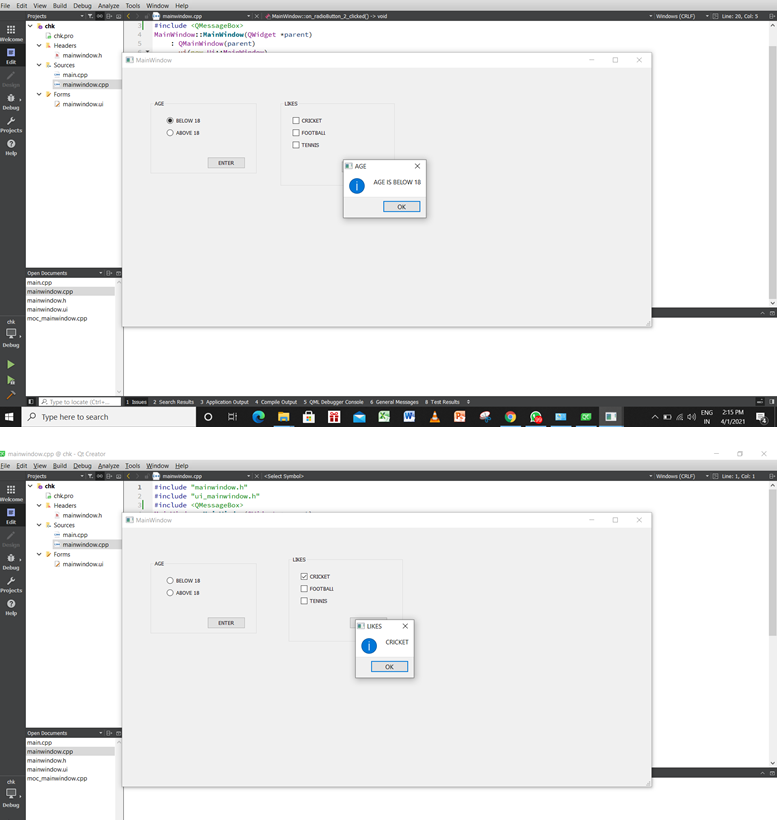 File Edit View Build Debug Analyze Tools Window Help
Projects
mainwindow.cpp
MainWindow::on_radioButton_2_clicked() -> void
Windows (CRLF)
Line: 28, Col: 5
Welcome
Edit
Design
Debug
Projects
Help
chk
chk.pro
Headers
mainwindow.h
Sources
main.cpp
mainwindow.cpp
Forms
mainwindow.ui
3 #include <QMessageBox>
4 MainWindow::MainWindow(QWidget *parent)
5 : QMainWindow(parent)
MainWindow
AGE
BELOW 18
ABOVE 18
ENTER
LIKES
CRICKET
FOOTBALL
TENNIS
AGE
AGE IS BELOW 18
OK
Open Documents
main.cpp
mainwindow.cpp
mainwindow.h
mainwindow.ui
moc_mainwindow.cpp
chk
Debug
Type to locate (Ctrl+...
1 Issues 2 Search Results 3 Application Output 4 Compile Output 5 QML Debugger Console 6 General Messages 8 Test Results
Type here to search
ENG
IN
2:15 PM
4/1/2021
4
mainwindow.cpp @ chk - Qt Creator
File Edit View Build Debug Analyze Tools Window Help
Projects
mainwindow.cpp
<Select Symbol>
Windows (CRLF)
Line: 1, Col: 1
Welcome
Edit
Design
Debug
Projects
Help
chk
chk.pro
Headers
mainwindow.h
Sources
main.cpp
mainwindow.cpp
Forms
mainwindow.ui
1 #include "mainwindow.h"
2 #include "ui_mainwindow.h"
3 #include <QMessageBox>
MainWindow
AGE
BELOW 18
ABOVE 18
ENTER
LIKES
CRICKET
FOOTBALL
TENNIS
LIKES
CRICKET
OK
Open Documents
main.cpp
mainwindow.cpp
mainwindow.h
mainwindow.ui
moc_mainwindow.cpp
chk
Debug